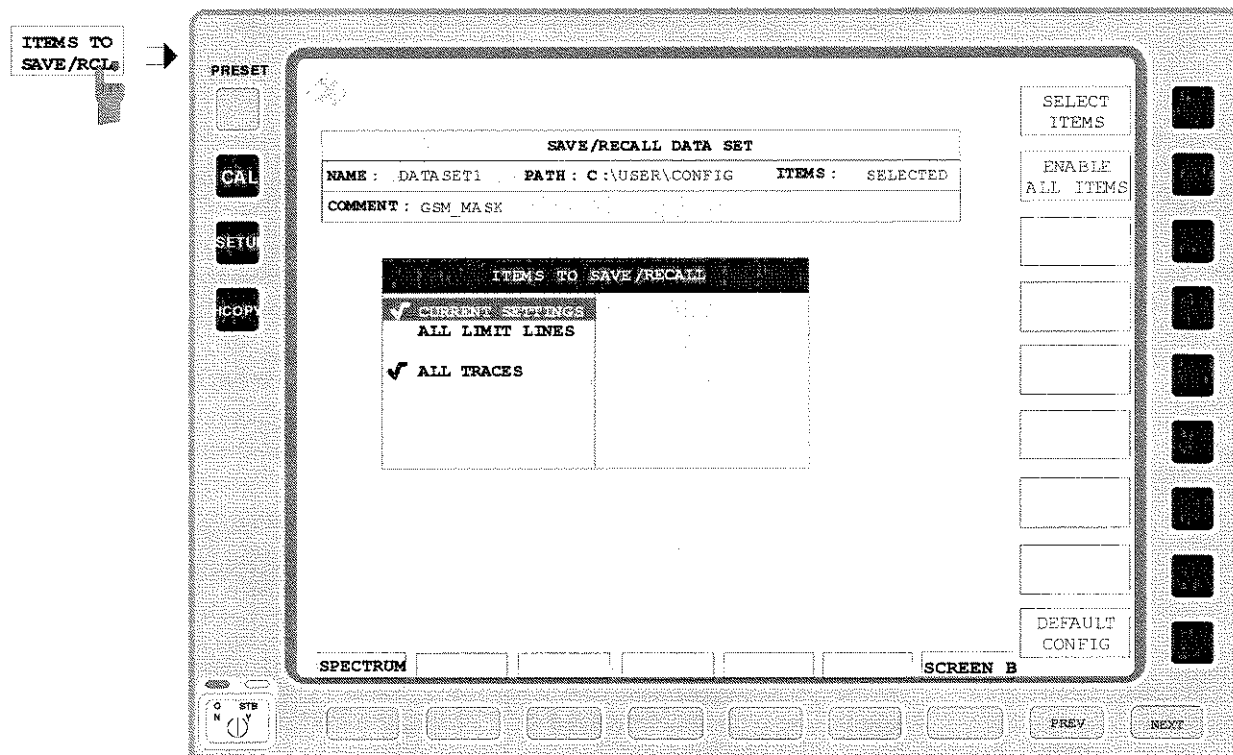 ITEMS TO
SAVE/RCL
PRESET
CAL
SETU
HCOPY
SAVE/RECALL DATA SET
NAME : DATASET1 PATH : C:\USER\CONFIG ITEMS : SELECTED
COMMENT : GSM_MASK
ITEMS TO SAVE/RECALL
√ CURRENT SETTINGS
ALL LIMIT LINES
√ ALL TRACES
SELECT
ITEMS
ENABLE
ALL ITEMS
DEFAULT
CONFIG
SPECTRUM
SCREEN B
O STB
N Y
PREV
NEXT